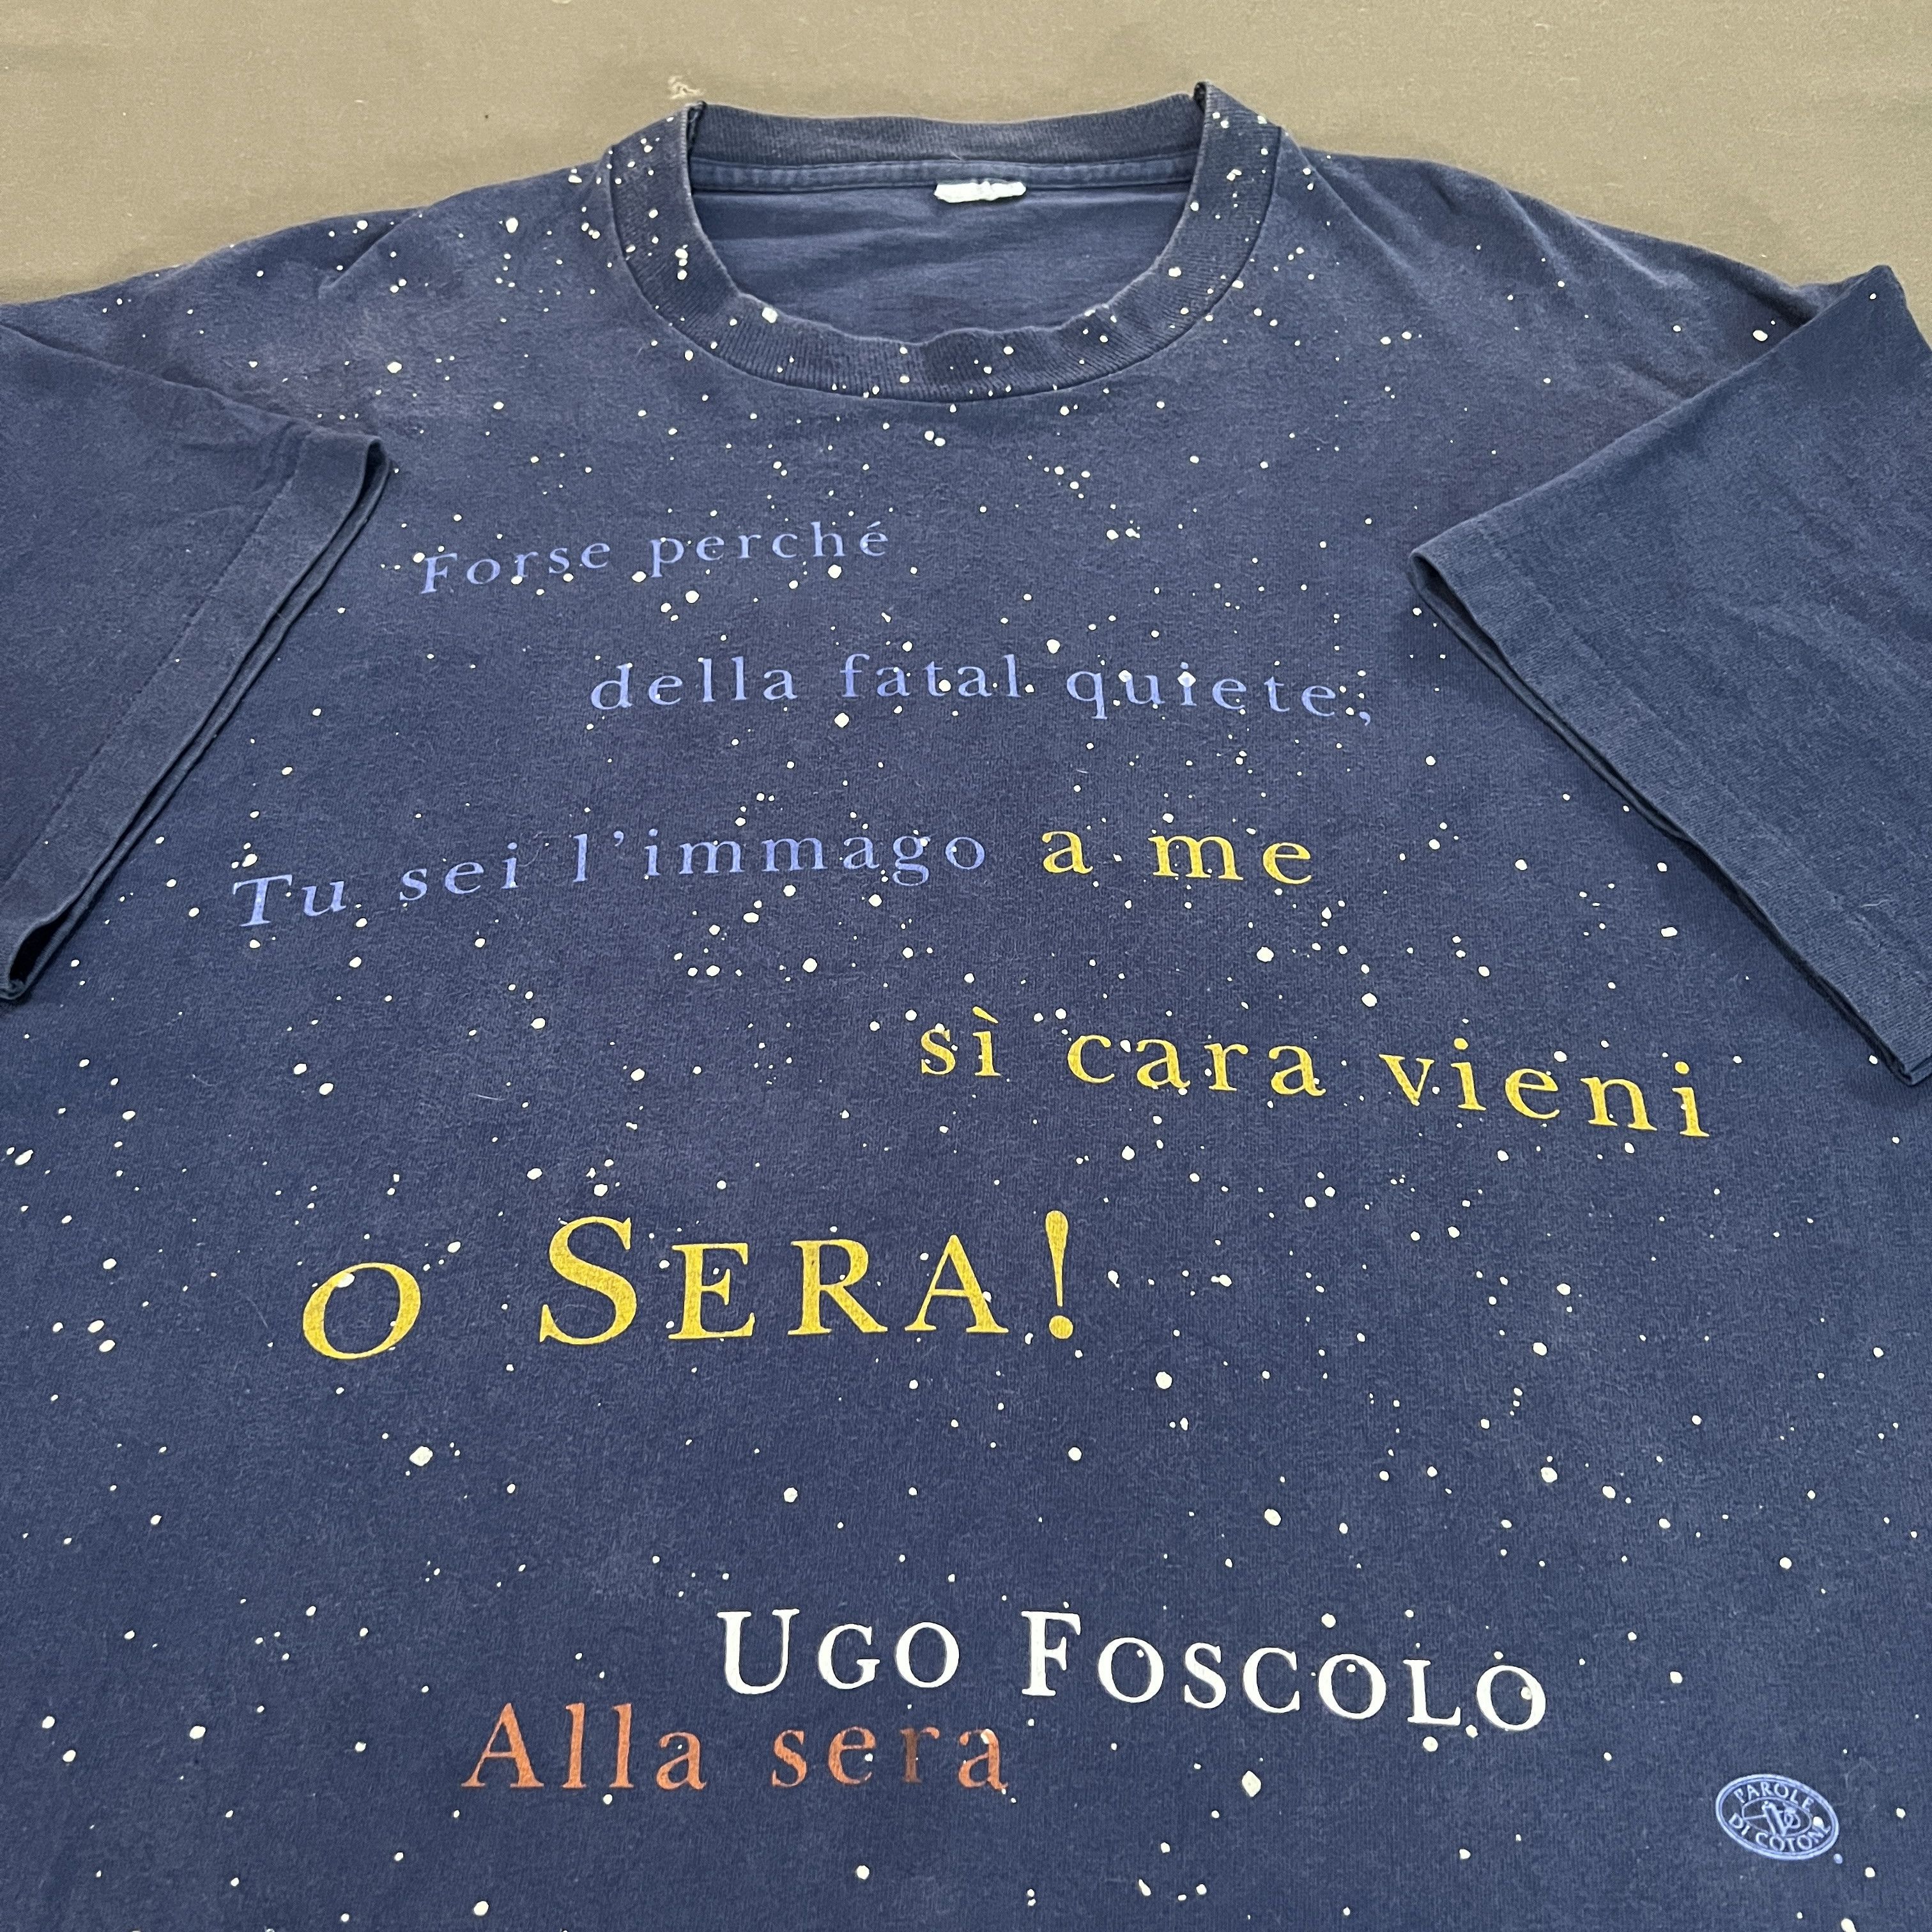 Forse perché
della fatal quiete,
Tu sei l'immago a me
sì cara vieni
o SERA!
UGO FOSCOLO
Alla sera
PAROLE
DI COTONE